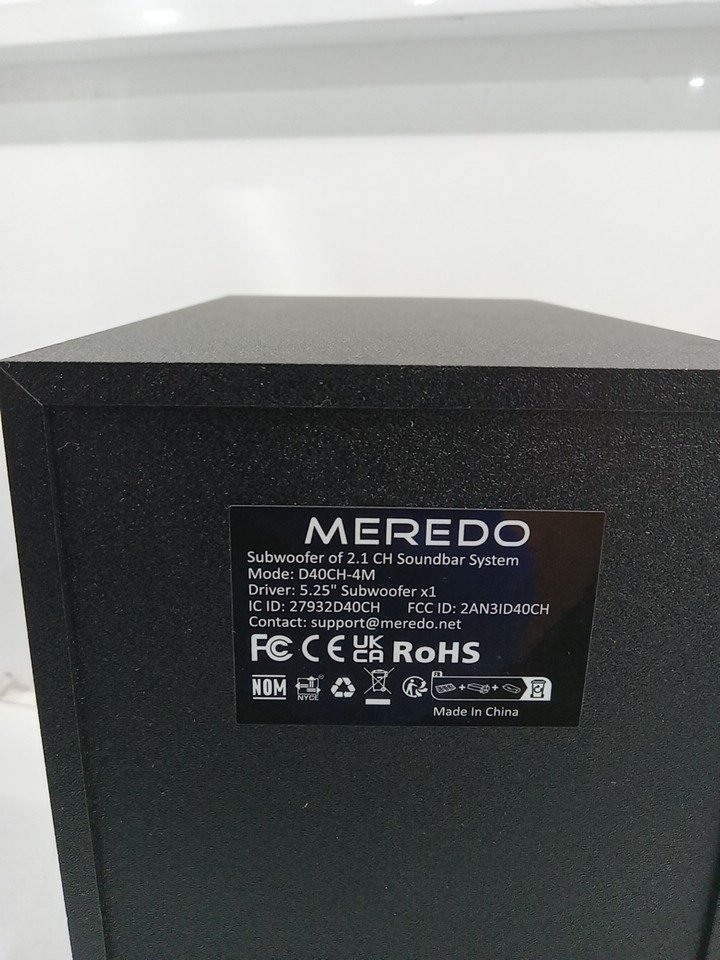 MEREDO
Subwoofer of 2.1 CH Soundbar System
Mode: D40CH-4M
Driver: 5.25" Subwoofer x1
IC ID: 27932D40CH FCC ID: 2AN3ID40CH
Contact: support@meredo.net
FC CE UK CA RoHS
NOM NYCE FR
Made In China